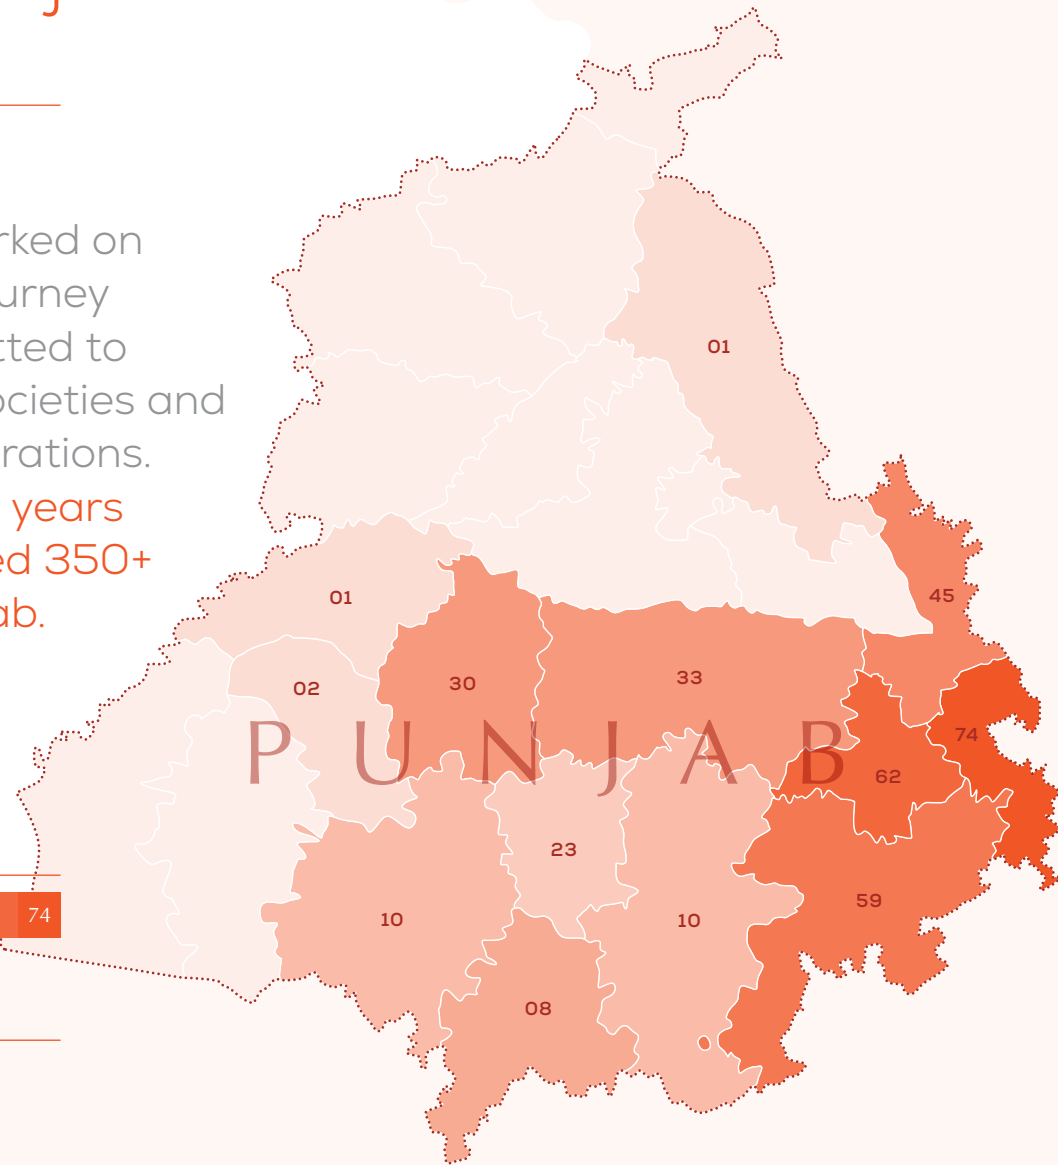 j
rked on
urney
tted to
ocieties and
rations.
years
ed 350+
ab.
74
01
45
01
30
33
02
PUNJAB
74
62
23
59
10
10
08